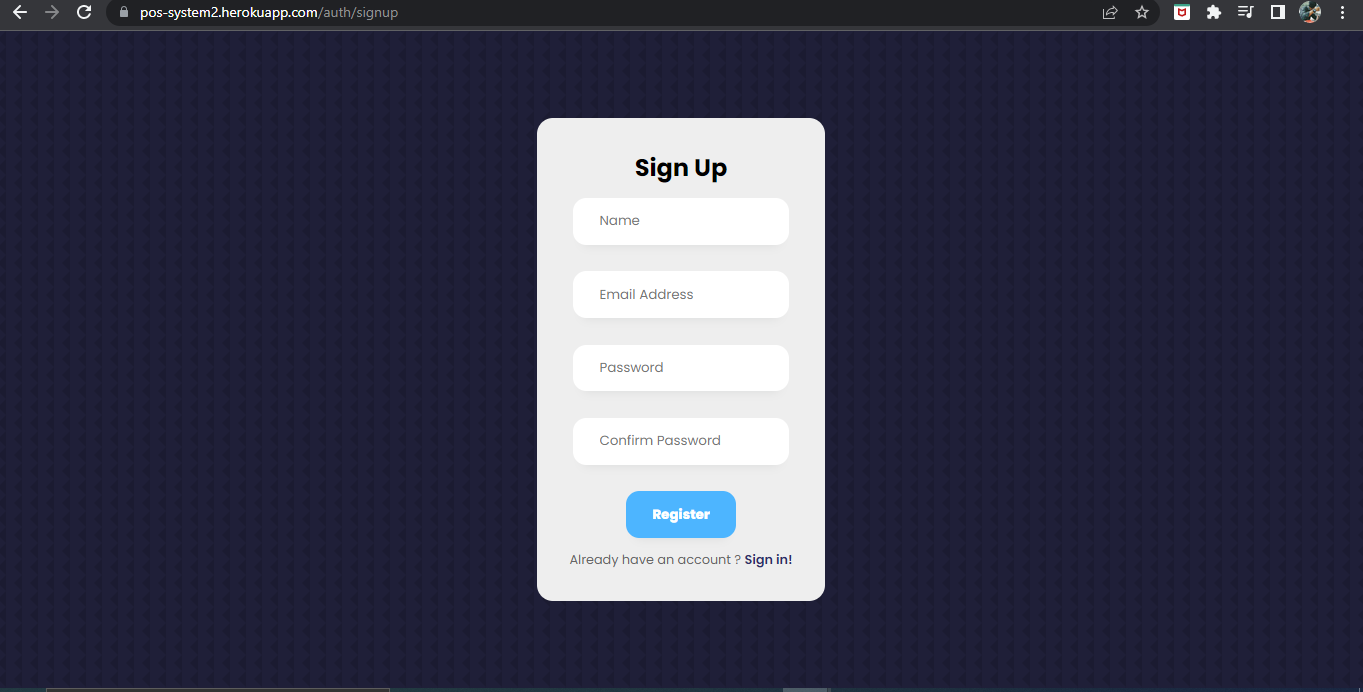 pos-system2.herokuapp.com/auth/signup
Sign Up
Name
Email Address
Password
Confirm Password
Register
Already have an account ? Sign in!